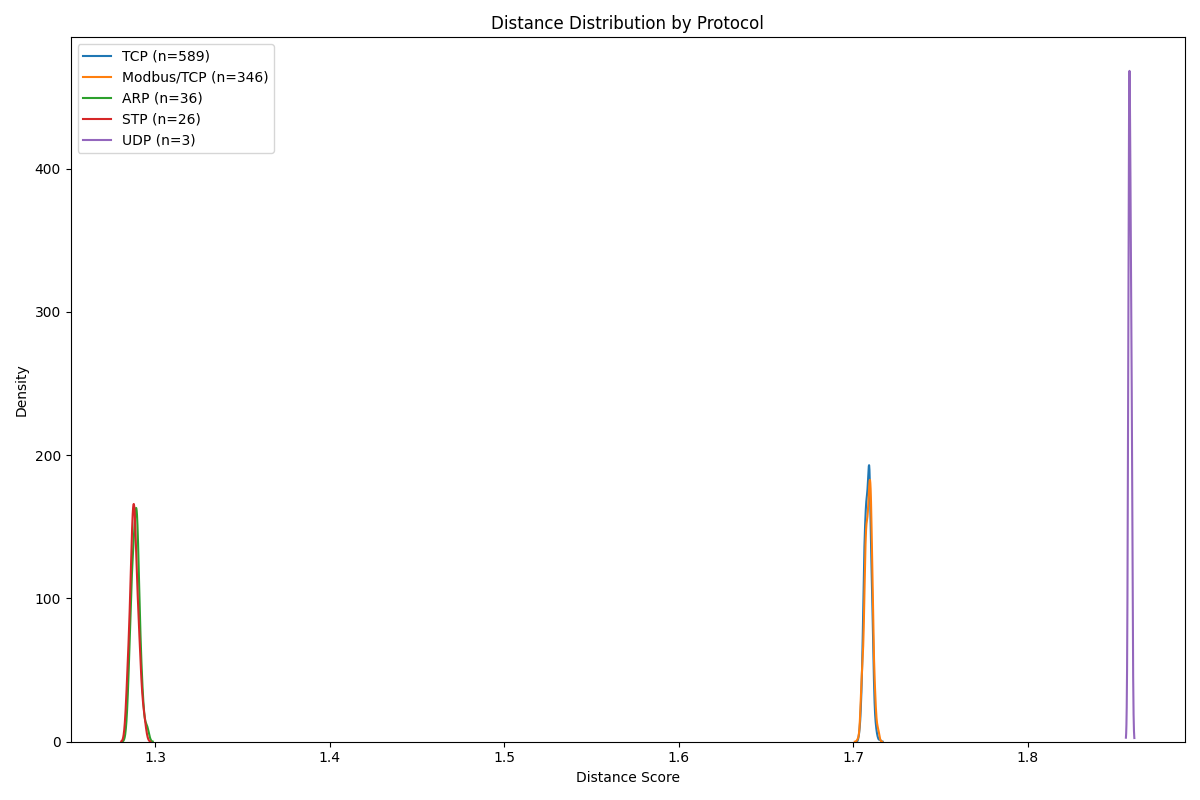 Distance Distribution by Protocol
TCP (n=589)
Modbus/TCP (n=346)
ARP (n=36)
STP (n=26)
UDP (n=3)
Density
400
300
200
100
0
1.3 1.4 1.5 1.6 1.7 1.8
Distance Score